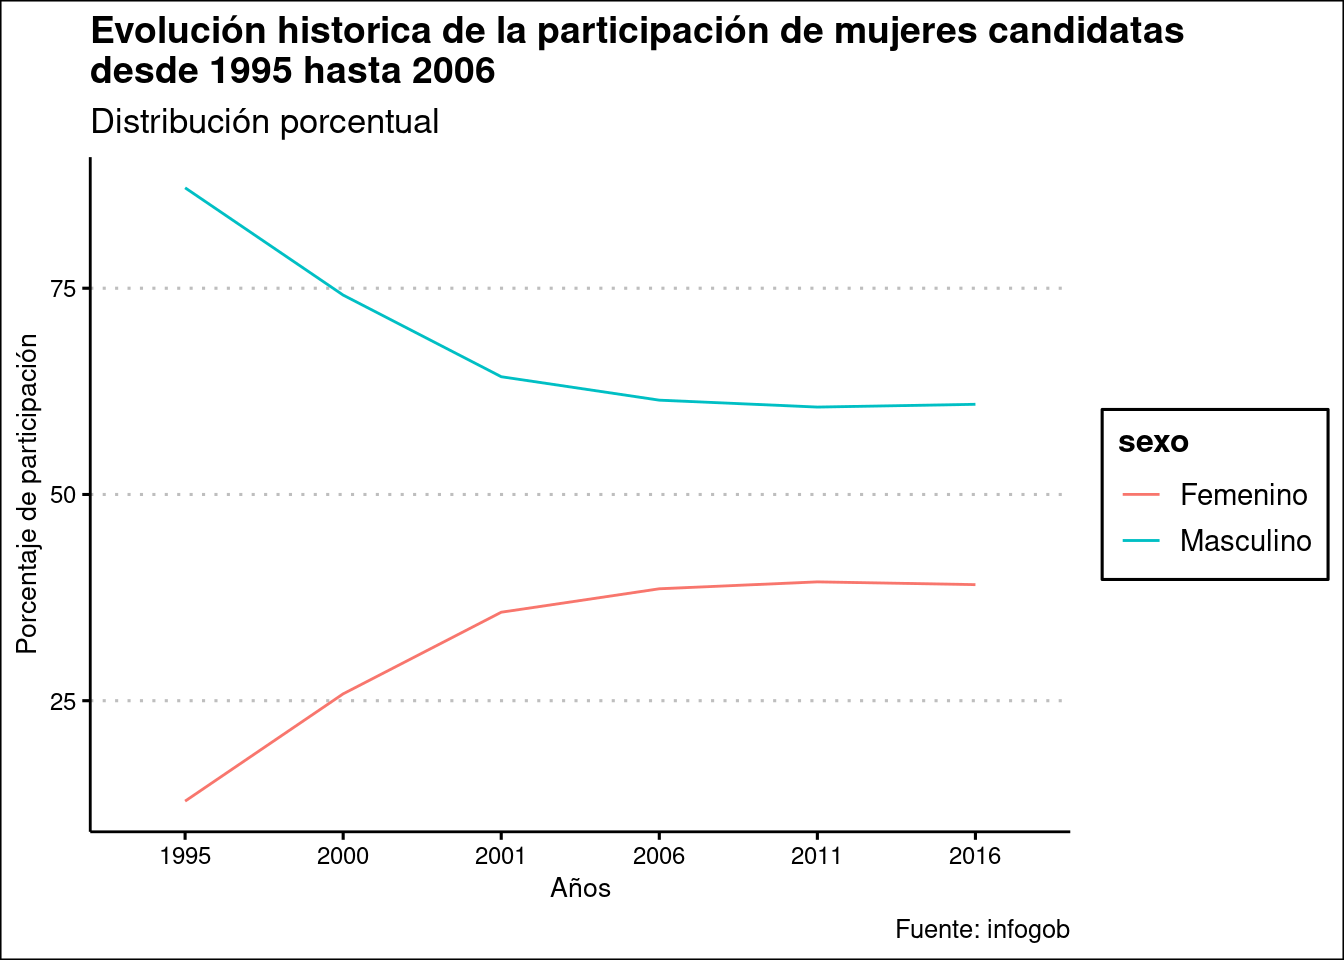 Evolución historica de la participación de mujeres candidatas
desde 1995 hasta 2006
Distribución porcentual
Porcentaje de participación
75
50
25
1995 2000 2001 2006 2011 2016
Años
sexo
Femenino
Masculino
Fuente: infogob